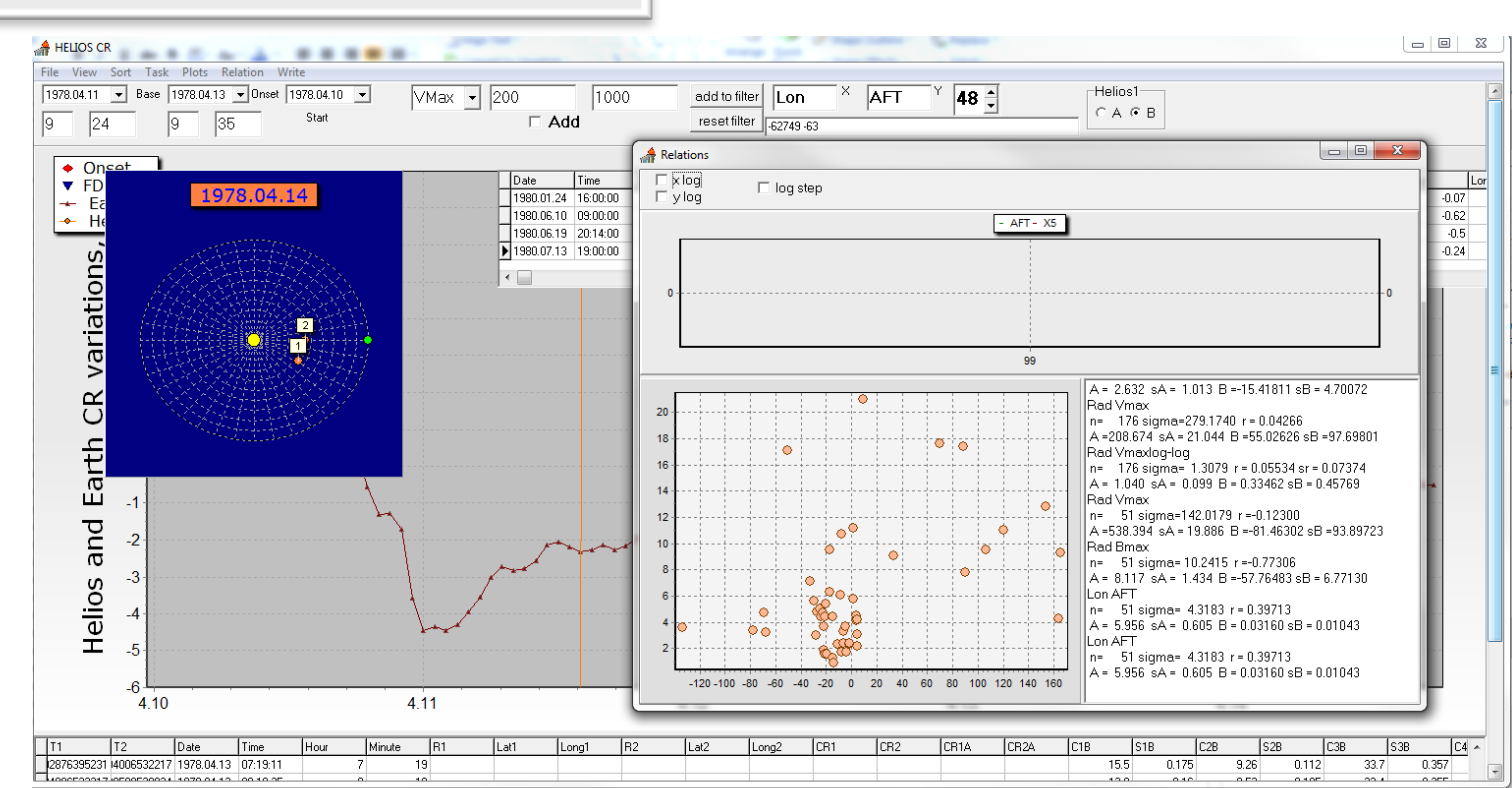 HELIOS CR
File View Sort Task Plots Relation Write
1978.04.11 Base 1978.04.13 Onset 1978.04.10 VMax 200 1000 add to filter Lon X AFT Y 48 Helios1
9 24 9 35 Start Add reset filter -62749 -63 A B
Onset
FD
Ea
He
1978.04.14
2
1
Helios and Earth CR variations,
-1
-2
-3
-4
-5
-6
4.10 4.11
Date Time
1980.01.24 16:00:00
1980.06.10 09:00:00
1980.06.19 20:14:00
1980.07.13 19:00:00
Lor
-0.07
-0.62
-0.5
-0.24
Relations
x log
y log
log step
- AFT - X5
0 0
99
20
18
16
14
12
10
8
6
4
2
-120 -100 -80 -60 -40 -20 0 20 40 60 80 100 120 140 160
A = 2.632 sA = 1.013 B =-15.41811 sB = 4.70072
Rad Vmax
n= 176 sigma=279.1740 r = 0.04266
A =208.674 sA = 21.044 B =55.02626 sB =97.69801
Rad Vmaxlog-log
n= 176 sigma= 1.3079 r = 0.05534 sr = 0.07374
A = 1.040 sA = 0.099 B = 0.33462 sB = 0.45769
Rad Vmax
n= 51 sigma=142.0179 r =-0.12300
A =538.394 sA = 19.886 B =-81.46302 sB =93.89723
Rad Bmax
n= 51 sigma= 10.2415 r =-0.77306
A = 8.117 sA = 1.434 B =-57.76483 sB = 6.77130
Lon AFT
n= 51 sigma= 4.3183 r = 0.39713
A = 5.956 sA = 0.605 B = 0.03160 sB = 0.01043
Lon AFT
n= 51 sigma= 4.3183 r = 0.39713
A = 5.956 sA = 0.605 B = 0.03160 sB = 0.01043
T1 T2 Date Time Hour Minute R1 Lat1 Long1 R2 Lat2 Long2 CR1 CR2 CR1A CR2A C1B S1B C2B S2B C3B S3B C4
1978.04.13 07:19:11 7 19 15.5 0.175 9.26 0.112 33.7 0.357